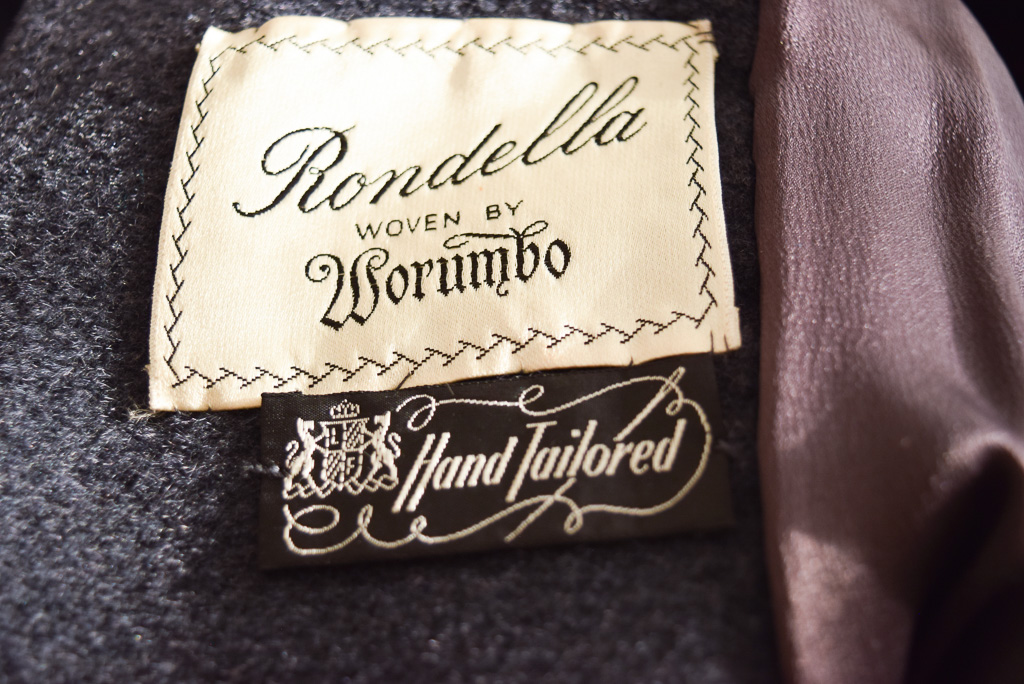 Rondella
WOVEN BY
Worumbo
Hand Tailored